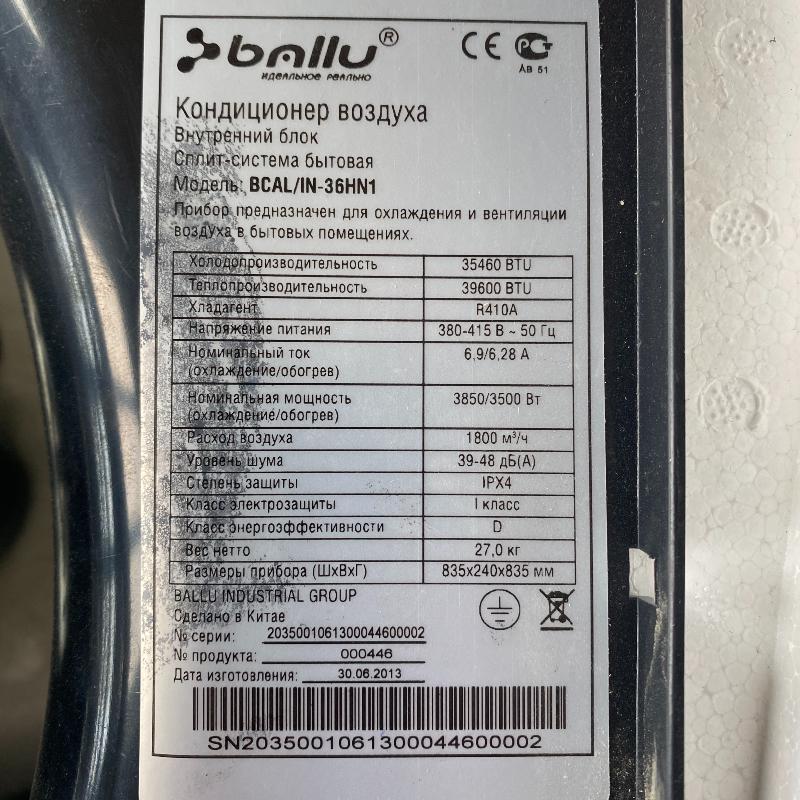 ballu®
идеальное реально
CE РСТ
АВ 51
Кондиционер воздуха
Внутренний блок
Сплит-система бытовая
Модель: BCAL/IN-36HN1
Прибор предназначен для охлаждения и вентиляции
воздуха в бытовых помещениях.
Холодопроизводительность 35460 BTU
Теплопроизводительность 39600 BTU
Хладагент R410A
Напряжение питания 380-415 В ~ 50 Гц
Номинальный ток 6,9/6,28 А
(охлаждение/обогрев)
Номинальная мощность 3850/3500 Вт
(охлаждение/обогрев)
Расход воздуха 1800 м³/ч
Уровень шума 39-48 дБ(А)
Степень защиты IPX4
Класс электрозащиты I класс
Класс энергоэффективности D
Вес нетто 27,0 кг
Размеры прибора (ШхВхГ) 835х240х835 мм
BALLU INDUSTRIAL GROUP
Сделано в Китае
№ серии: 2035001061300044600002
№ продукта: 000446
Дата изготовления: 30.06.2013
SN2035001061300044600002